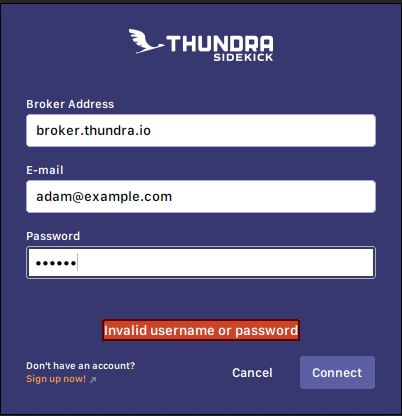 THUNDRA
SIDEKICK
Broker Address
broker.thundra.io
E-mail
adam@example.com
Password
••••••
Invalid username or password
Don't have an account?
Sign up now! ↗
Cancel
Connect